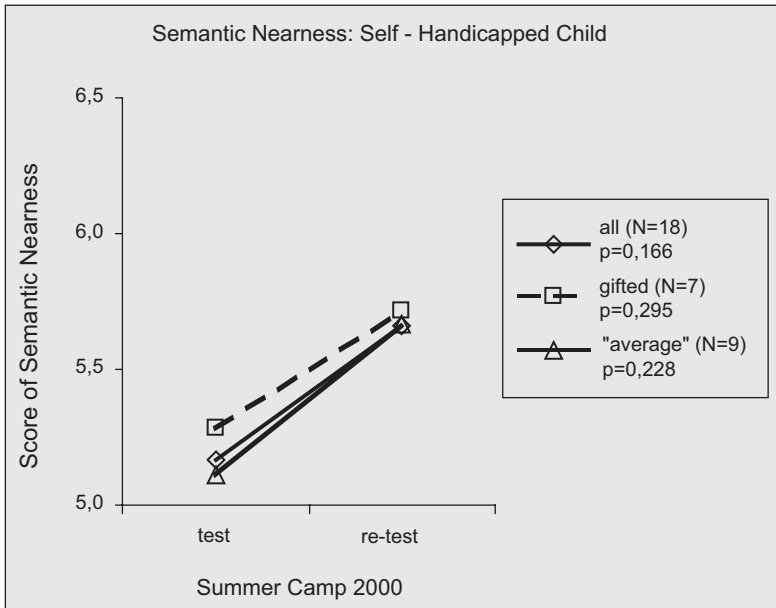 Semantic Nearness: Self - Handicapped Child
Score of Semantic Nearness
6,5
6,0
5,5
5,0
test
re-test
Summer Camp 2000
all (N=18)
p=0,166
gifted (N=7)
p=0,295
"average" (N=9)
p=0,228